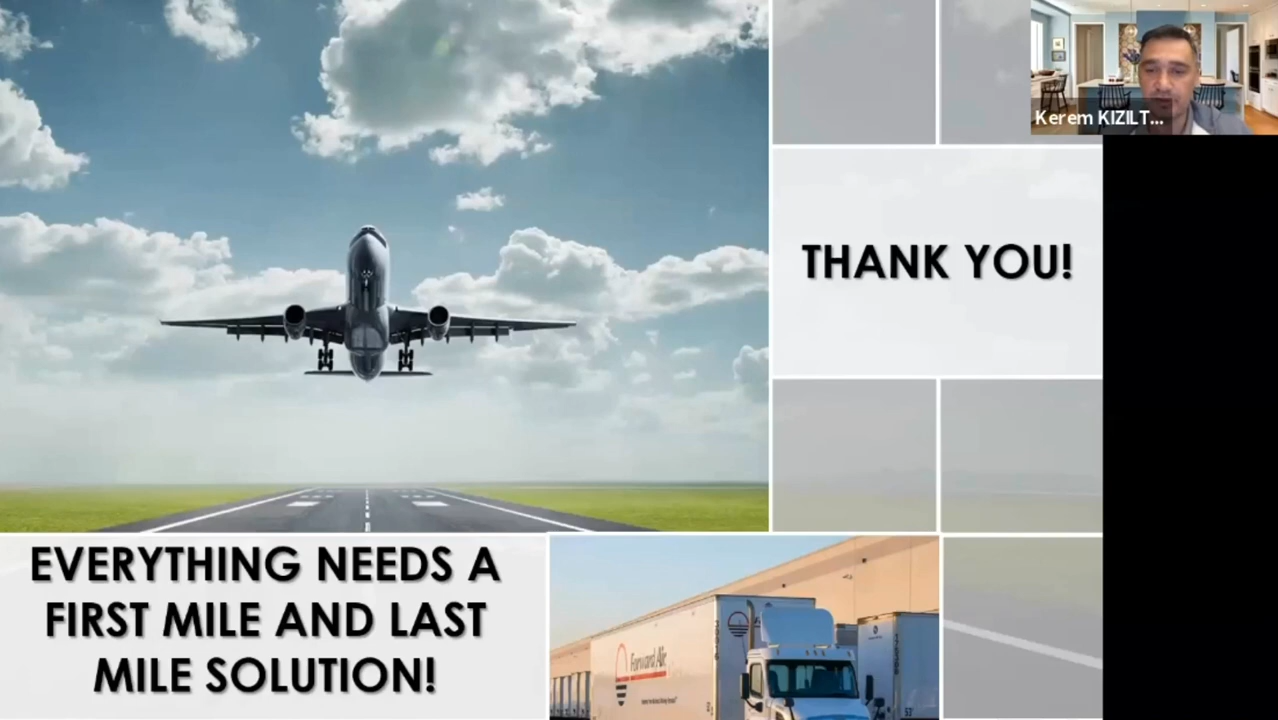 Kerem KIZILT...
THANK YOU!
EVERYTHING NEEDS A
FIRST MILE AND LAST
MILE SOLUTION!
Forward Air